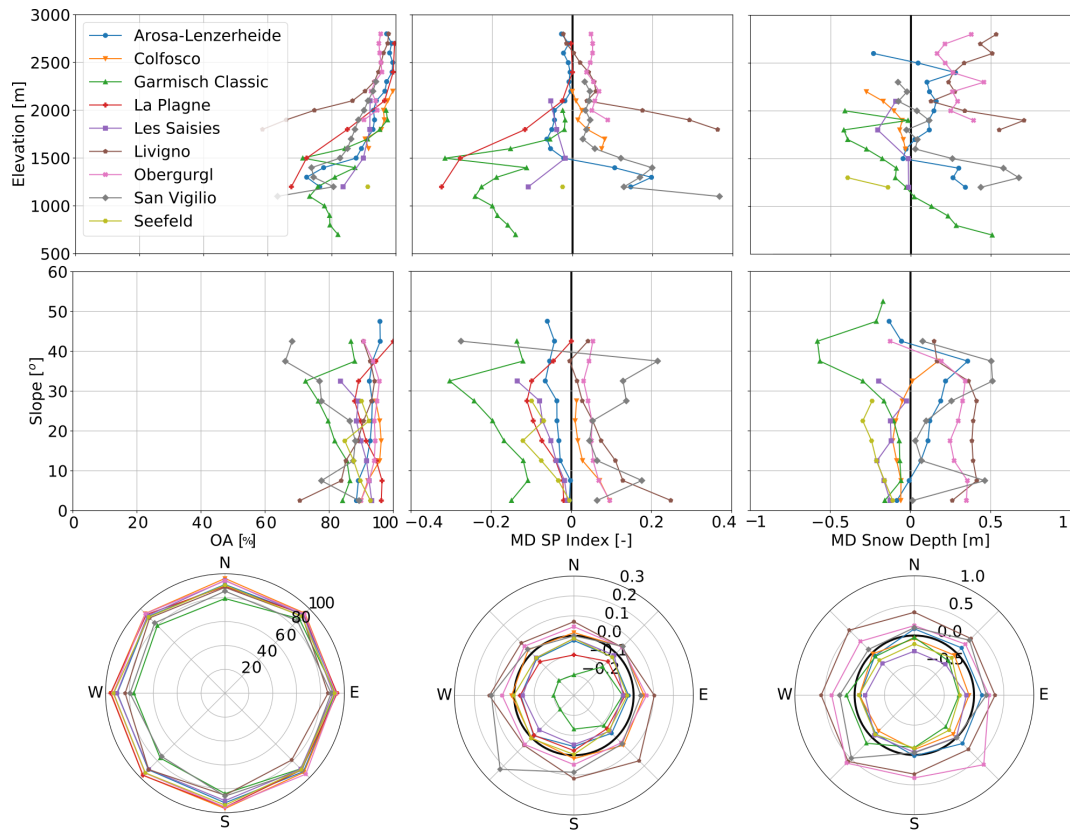 3000
2500
2000
1500
1000
500
Elevation [m]
Arosa-Lenzerheide
Colfosco
Garmisch Classic
La Plagne
Les Saisies
Livigno
Obergurgl
San Vigilio
Seefeld
60
50
40
30
20
10
0
Slope [°]
0 20 40 60 80 100
OA [%]
−0.4 −0.2 0 0.2 0.4
MD SP Index [-]
−1 −0.5 0 0.5 1
MD Snow Depth [m]
N
100
80
60
40
20
W
E
S
N
0.3
0.2
0.1
0.0
−0.1
−0.2
W
E
S
N
1.0
0.5
0.0
−0.5
W
E
S